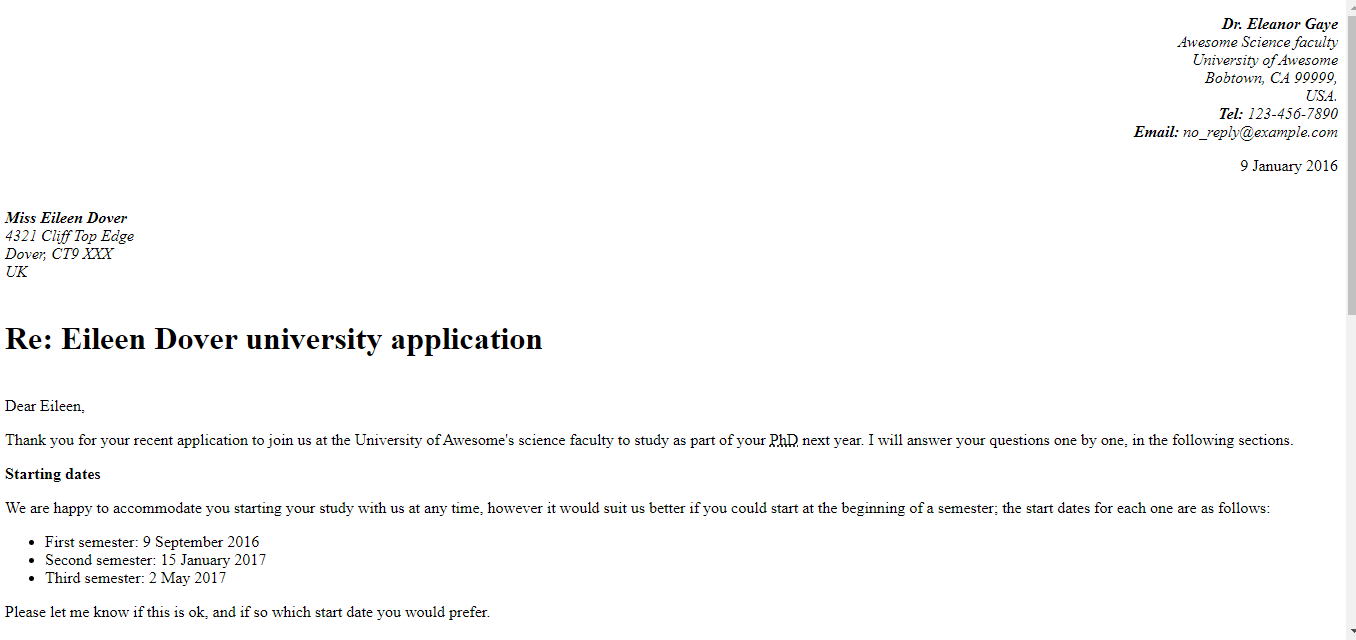 Dr. Eleanor Gaye
Awesome Science faculty
University of Awesome
Bobtown, CA 99999,
USA.
Tel: 123-456-7890
Email: no_reply@example.com
9 January 2016
Miss Eileen Dover
4321 Cliff Top Edge
Dover, CT9 XXX
UK
Re: Eileen Dover university application
Dear Eileen,
Thank you for your recent application to join us at the University of Awesome's science faculty to study as part of your PhD next year. I will answer your questions one by one, in the following sections.
Starting dates
We are happy to accommodate you starting your study with us at any time, however it would suit us better if you could start at the beginning of a semester; the start dates for each one are as follows:
• First semester: 9 September 2016
• Second semester: 15 January 2017
• Third semester: 2 May 2017
Please let me know if this is ok, and if so which start date you would prefer.